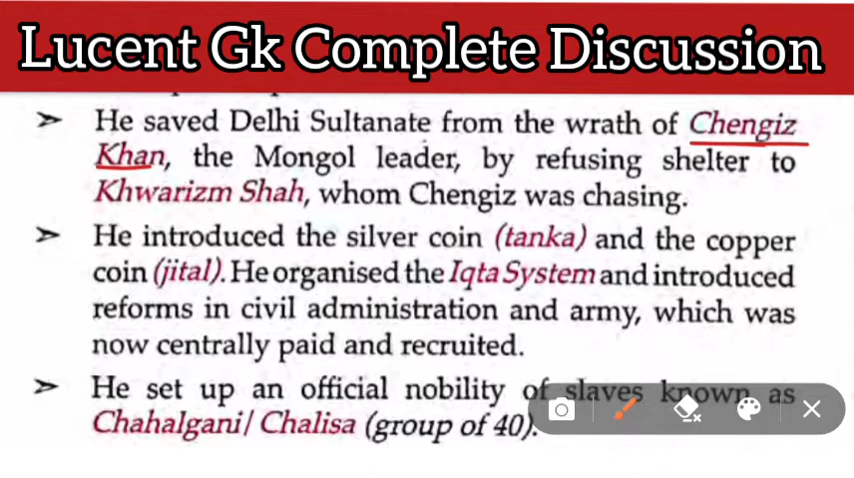 Lucent Gk Complete Discussion
➢ He saved Delhi Sultanate from the wrath of Chengiz
Khan, the Mongol leader, by refusing shelter to
Khwarizm Shah, whom Chengiz was chasing.
➢ He introduced the silver coin (tanka) and the copper
coin (jital). He organised the Iqta System and introduced
reforms in civil administration and army, which was
now centrally paid and recruited.
➢ He set up an official nobility of slaves known as
Chahalgani/ Chalisa (group of 40).